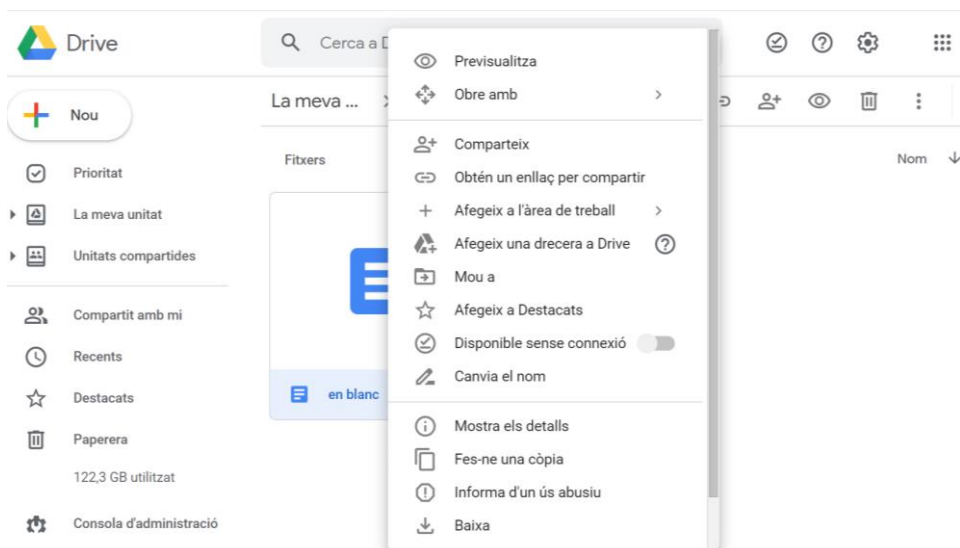 Drive
Cerca a D
Nou
Prioritat
La meva unitat
Unitats compartides
Compartit amb mi
Recents
Destacats
Paperera
122,3 GB utilitzat
Consola d'administració
La meva ...
Fitxers
Nom
en blanc
Previsualitza
Obre amb
Comparteix
Obtén un enllaç per compartir
Afegeix a l'àrea de treball
Afegeix una drecera a Drive
Mou a
Afegeix a Destacats
Disponible sense connexió
Canvia el nom
Mostra els detalls
Fes-ne una còpia
Informa d'un ús abusiu
Baixa